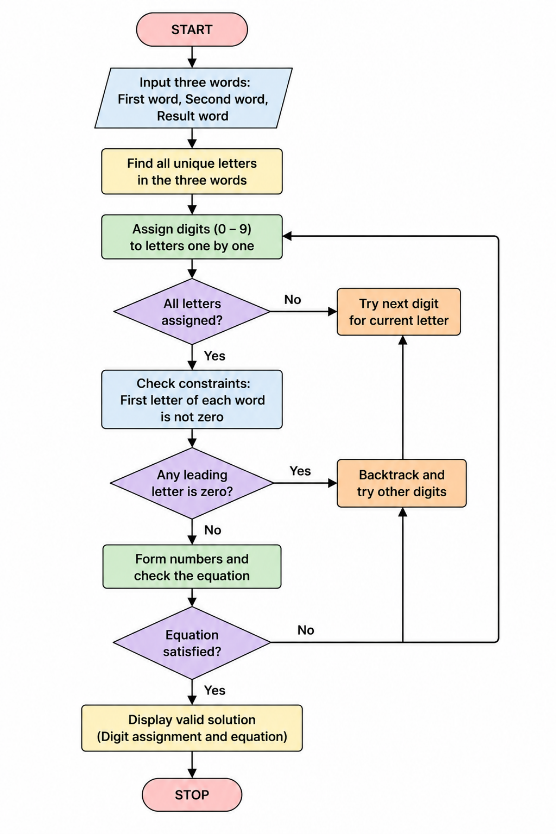 START
Input three words:
First word, Second word,
Result word
Find all unique letters
in the three words
Assign digits (0 – 9)
to letters one by one
All letters
assigned?
No
Try next digit
for current letter
Yes
Check constraints:
First letter of each word
is not zero
Any leading
letter is zero?
Yes
Backtrack and
try other digits
No
Form numbers and
check the equation
Equation
satisfied?
No
Yes
Display valid solution
(Digit assignment and equation)
STOP